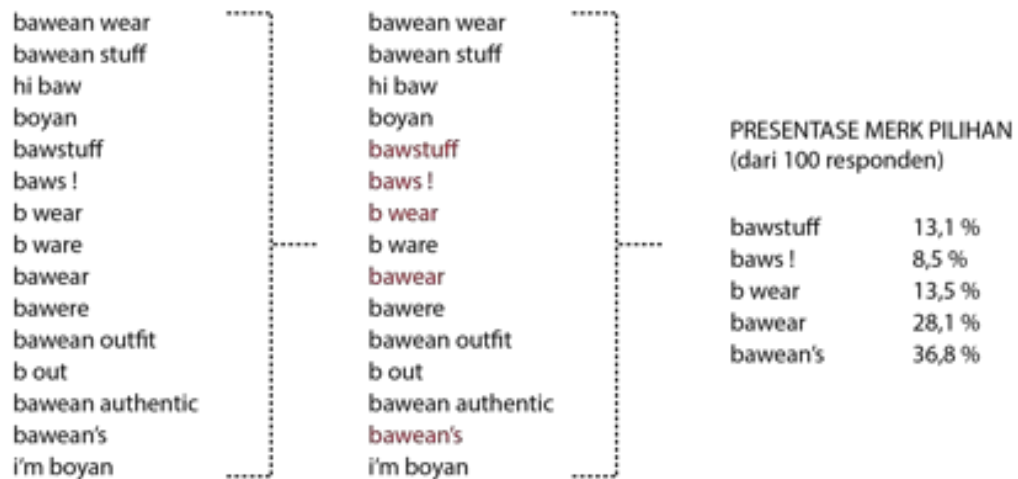 bawean wear
bawean stuff
hi baw
boyan
bawstuff
baws !
b wear
b ware
bawear
bawere
bawean outfit
b out
bawean authentic
bawean's
i'm boyan
bawean wear
bawean stuff
hi baw
boyan
bawstuff
baws !
b wear
b ware
bawear
bawere
bawean outfit
b out
bawean authentic
bawean's
i'm boyan
PRESENTASE MERK PILIHAN
(dari 100 responden)
bawstuff 13,1 %
baws ! 8,5 %
b wear 13,5 %
bawear 28,1 %
bawean's 36,8 %